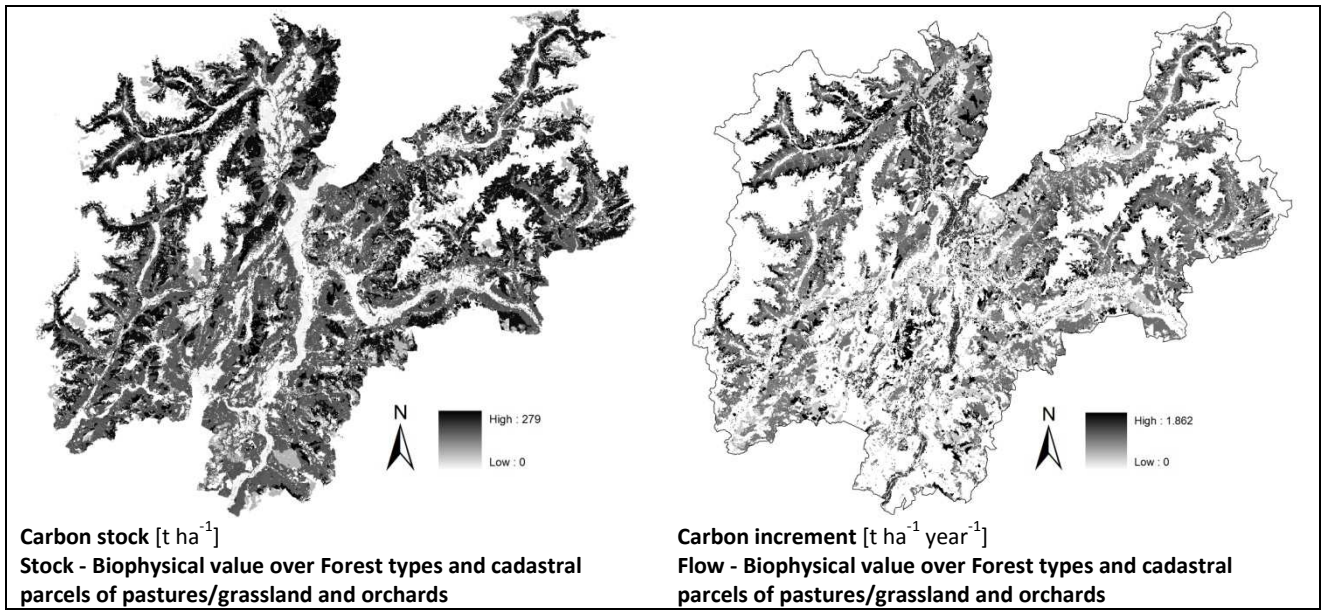 N
High : 279
Low : 0
Carbon stock [t ha⁻¹]
Stock - Biophysical value over Forest types and cadastral
parcels of pastures/grassland and orchards
N
High : 1.862
Low : 0
Carbon increment [t ha⁻¹ year⁻¹]
Flow - Biophysical value over Forest types and cadastral
parcels of pastures/grassland and orchards